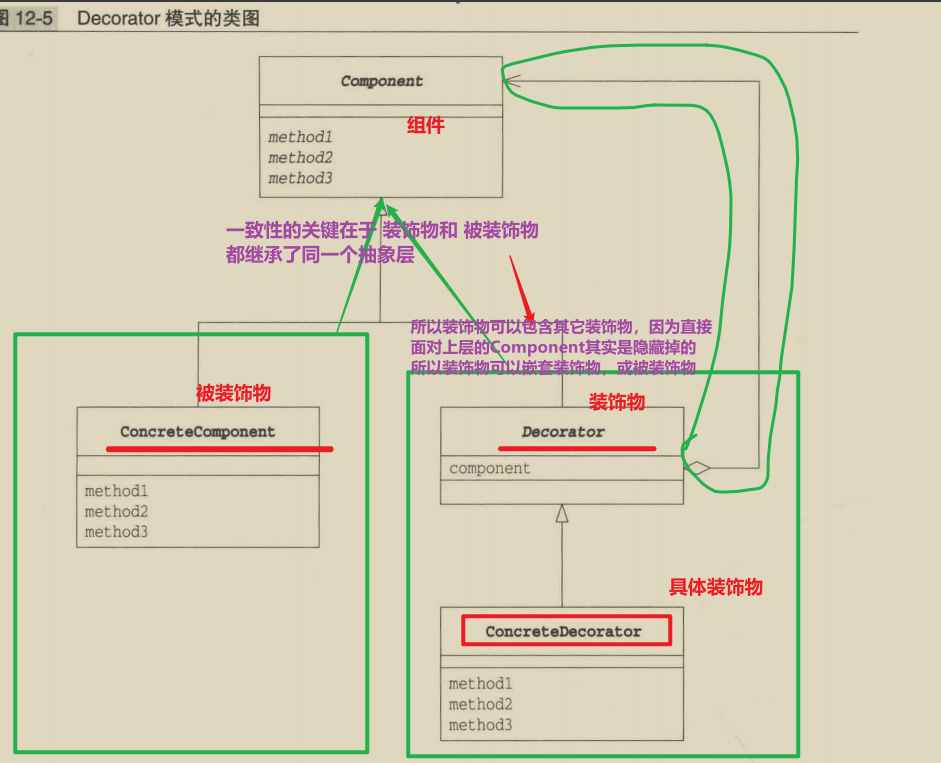 图 12-5 Decorator 模式的类图
Component
组件
method1
method2
method3
一致性的关键在于 装饰物和 被装饰物
都继承了同一个抽象层
所以装饰物可以包含其它装饰物，因为直接
面对上层的Component其实是隐藏掉的
所以装饰物可以嵌套装饰物，或被装饰物
被装饰物
ConcreteComponent
method1
method2
method3
装饰物
Decorator
component
具体装饰物
ConcreteDecorator
method1
method2
method3